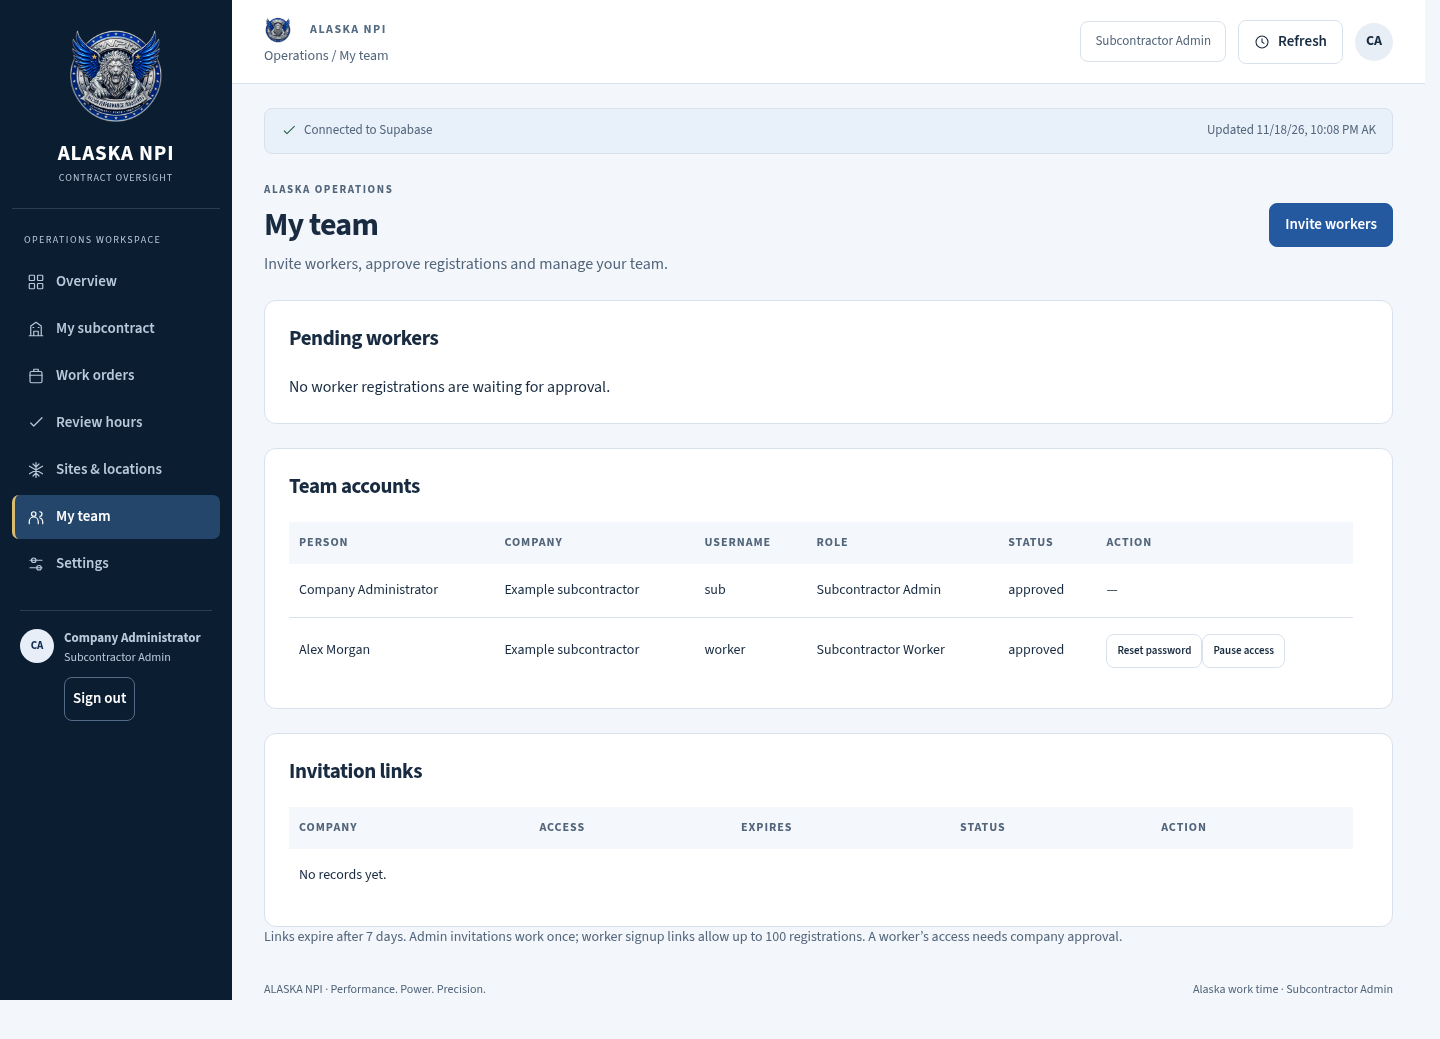 ALASKA NPI
CONTRACT OVERSIGHT
OPERATIONS WORKSPACE
Overview
My subcontract
Work orders
Review hours
Sites & locations
My team
Settings
CA
Company Administrator
Subcontractor Admin
Sign out
ALASKA NPI
Operations / My team
Subcontractor Admin
Refresh
CA
Connected to Supabase
Updated 11/18/26, 10:08 PM AK
ALASKA OPERATIONS
My team
Invite workers
Invite workers, approve registrations and manage your team.
Pending workers
No worker registrations are waiting for approval.
Team accounts
PERSON COMPANY USERNAME ROLE STATUS ACTION
Company Administrator Example subcontractor sub Subcontractor Admin approved —
Alex Morgan Example subcontractor worker Subcontractor Worker approved Reset password Pause access
Invitation links
COMPANY ACCESS EXPIRES STATUS ACTION
No records yet.
Links expire after 7 days. Admin invitations work once; worker signup links allow up to 100 registrations. A worker’s access needs company approval.
ALASKA NPI · Performance. Power. Precision.
Alaska work time · Subcontractor Admin